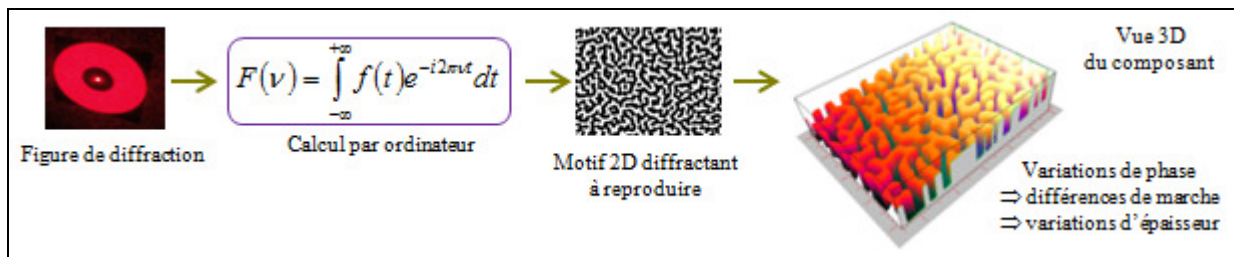 Figure de diffraction
F(ν) = ∫_{-∞}^{+∞} f(t)e^{-i2πνt}dt
Calcul par ordinateur
Motif 2D diffractant
à reproduire
Vue 3D
du composant
Variations de phase
⇒ différences de marche
⇒ variations d'épaisseur